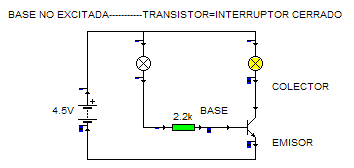 BASE NO EXCITADA-----------TRANSISTOR=INTERRUPTOR CERRADO
COLECTOR
4.5V
2.2k
BASE
EMISOR